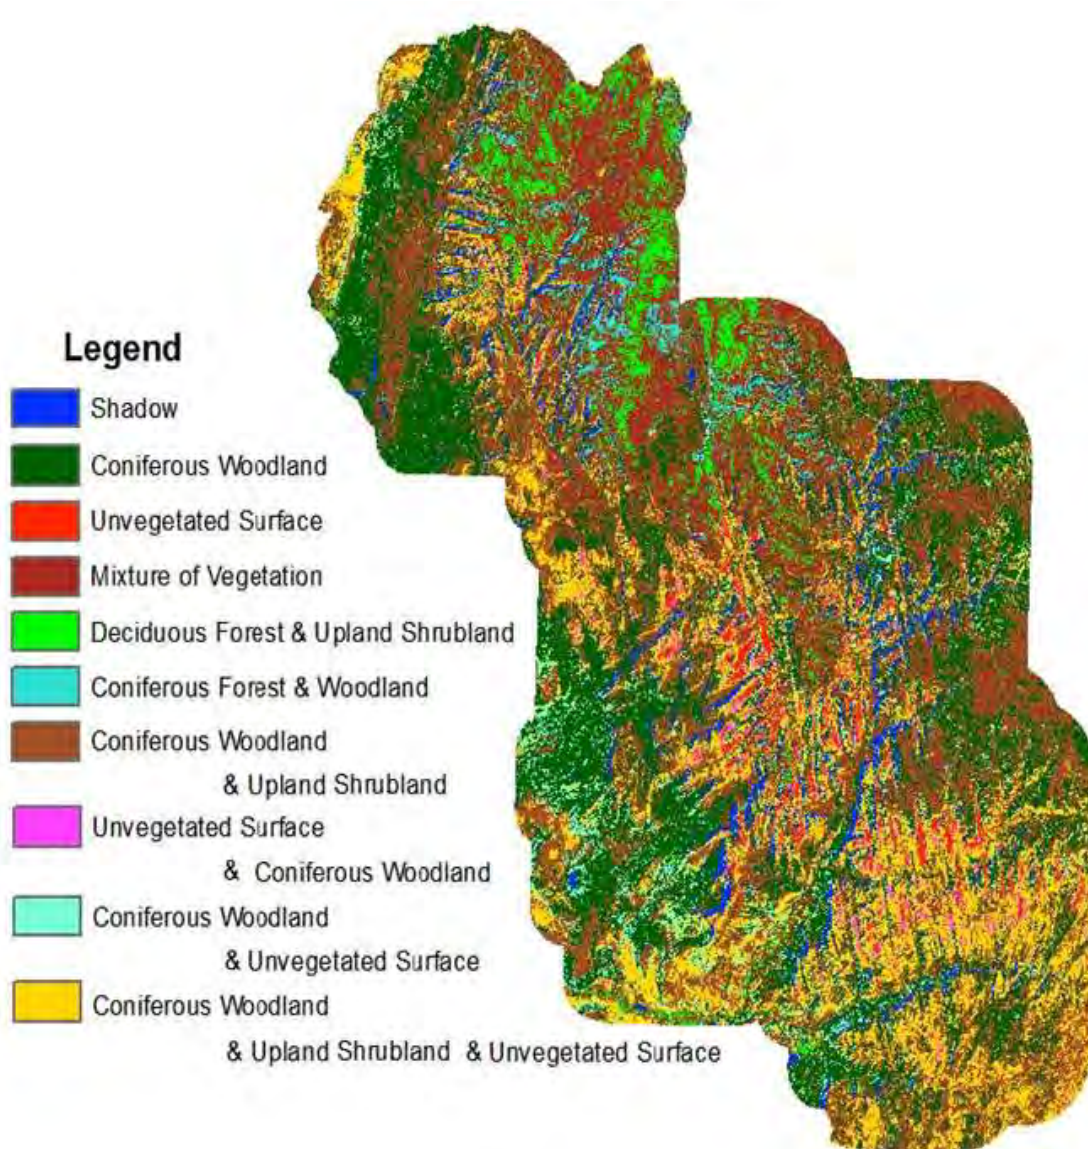 Legend
Shadow
Coniferous Woodland
Unvegetated Surface
Mixture of Vegetation
Deciduous Forest & Upland Shrubland
Coniferous Forest & Woodland
Coniferous Woodland
& Upland Shrubland
Unvegetated Surface
& Coniferous Woodland
Coniferous Woodland
& Unvegetated Surface
Coniferous Woodland
& Upland Shrubland & Unvegetated Surface